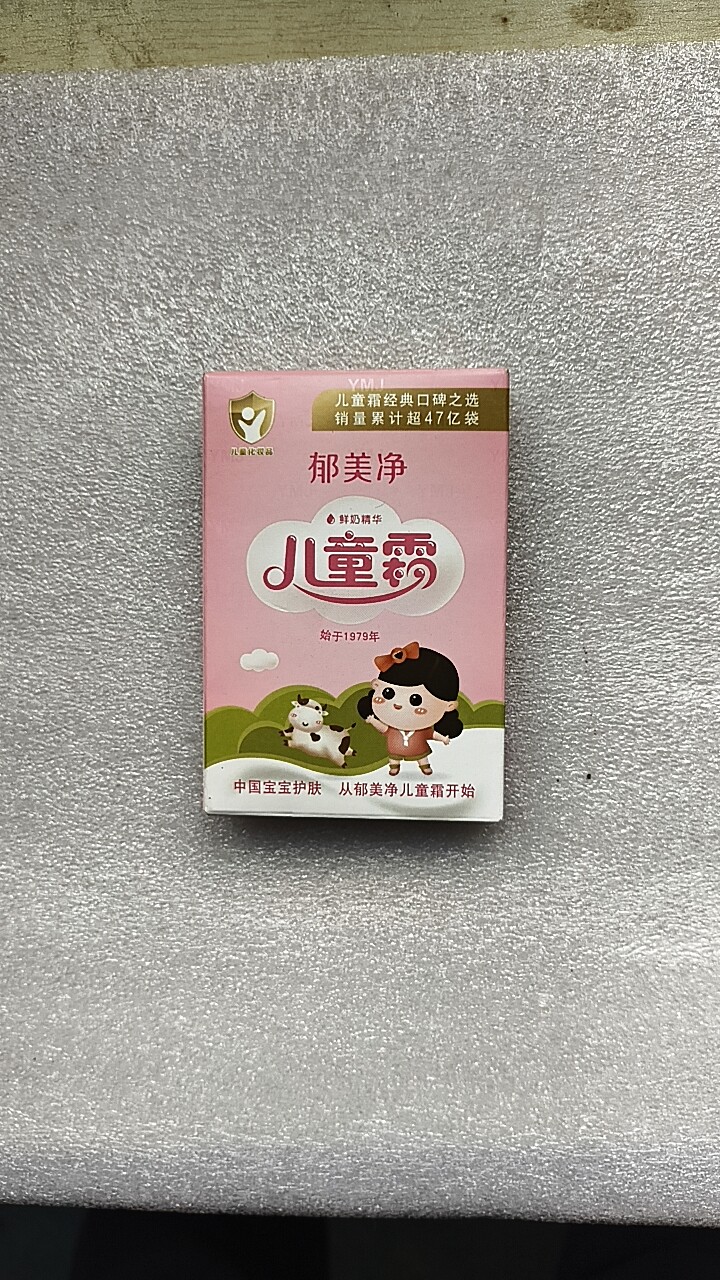 YMJ
儿童霜经典口碑之选
销量累计超47亿袋
儿童化妆品
郁美净
鲜奶精华
儿童霜
始于1979年
中国宝宝护肤 从郁美净儿童霜开始